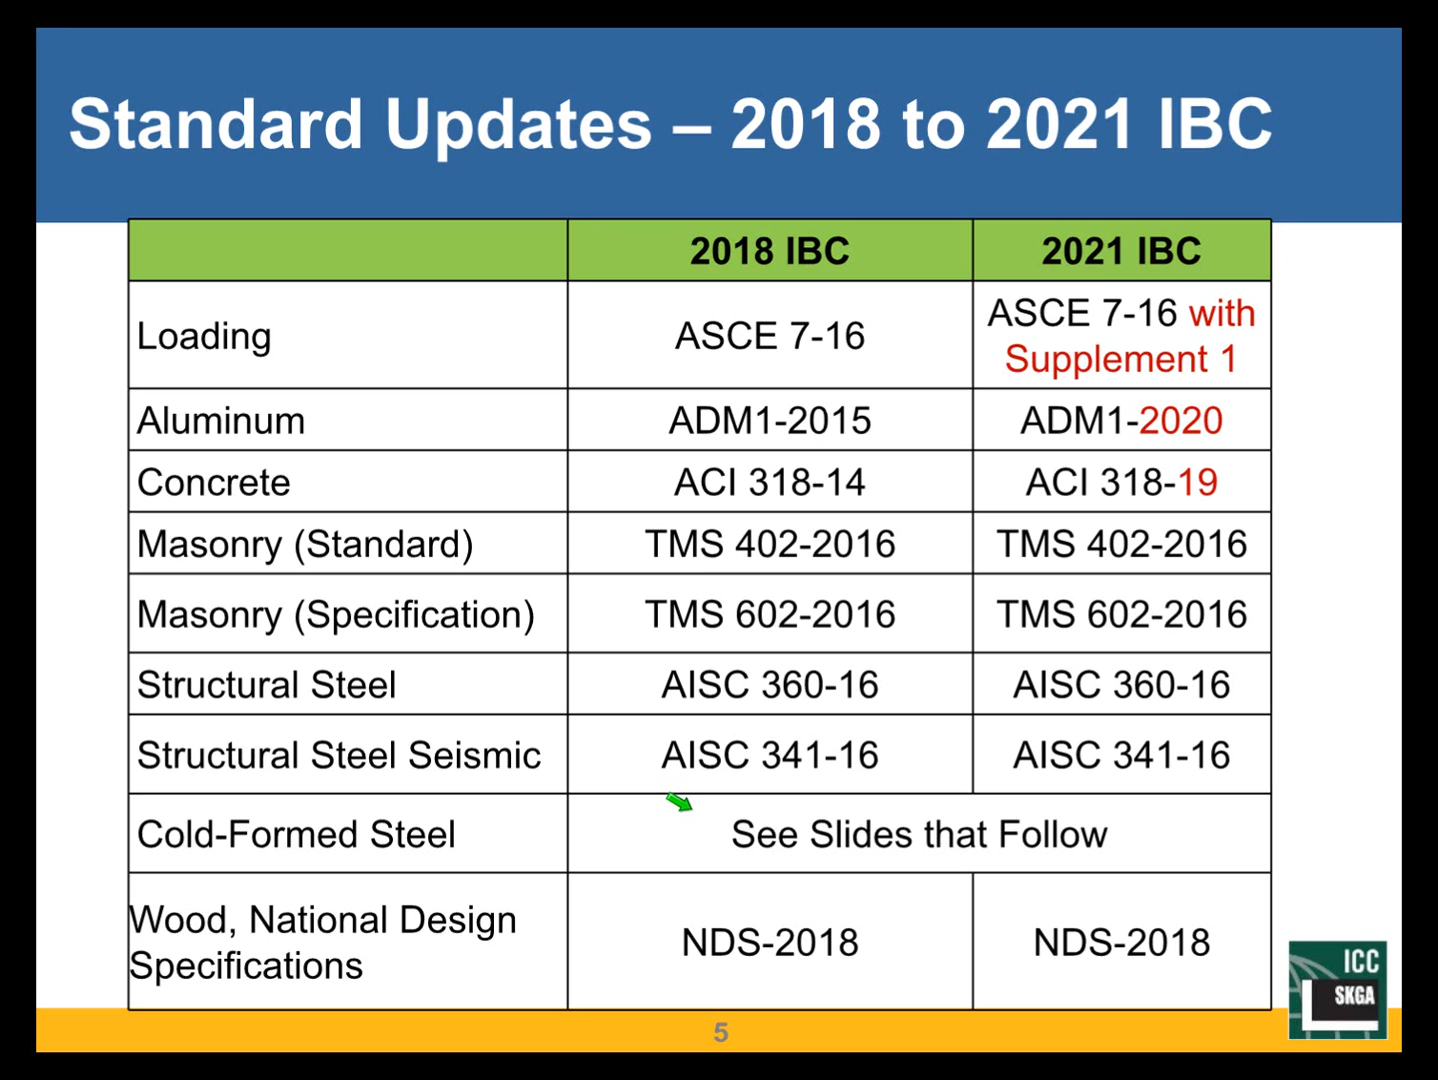 Standard Updates – 2018 to 2021 IBC
2018 IBC
2021 IBC
Loading
ASCE 7-16
ASCE 7-16 with
Supplement 1
Aluminum
ADM1-2015
ADM1-2020
Concrete
ACI 318-14
ACI 318-19
Masonry (Standard)
TMS 402-2016
TMS 402-2016
Masonry (Specification)
TMS 602-2016
TMS 602-2016
Structural Steel
AISC 360-16
AISC 360-16
Structural Steel Seismic
AISC 341-16
AISC 341-16
Cold-Formed Steel
See Slides that Follow
Wood, National Design
Specifications
NDS-2018
NDS-2018
ICC
SKGA
5